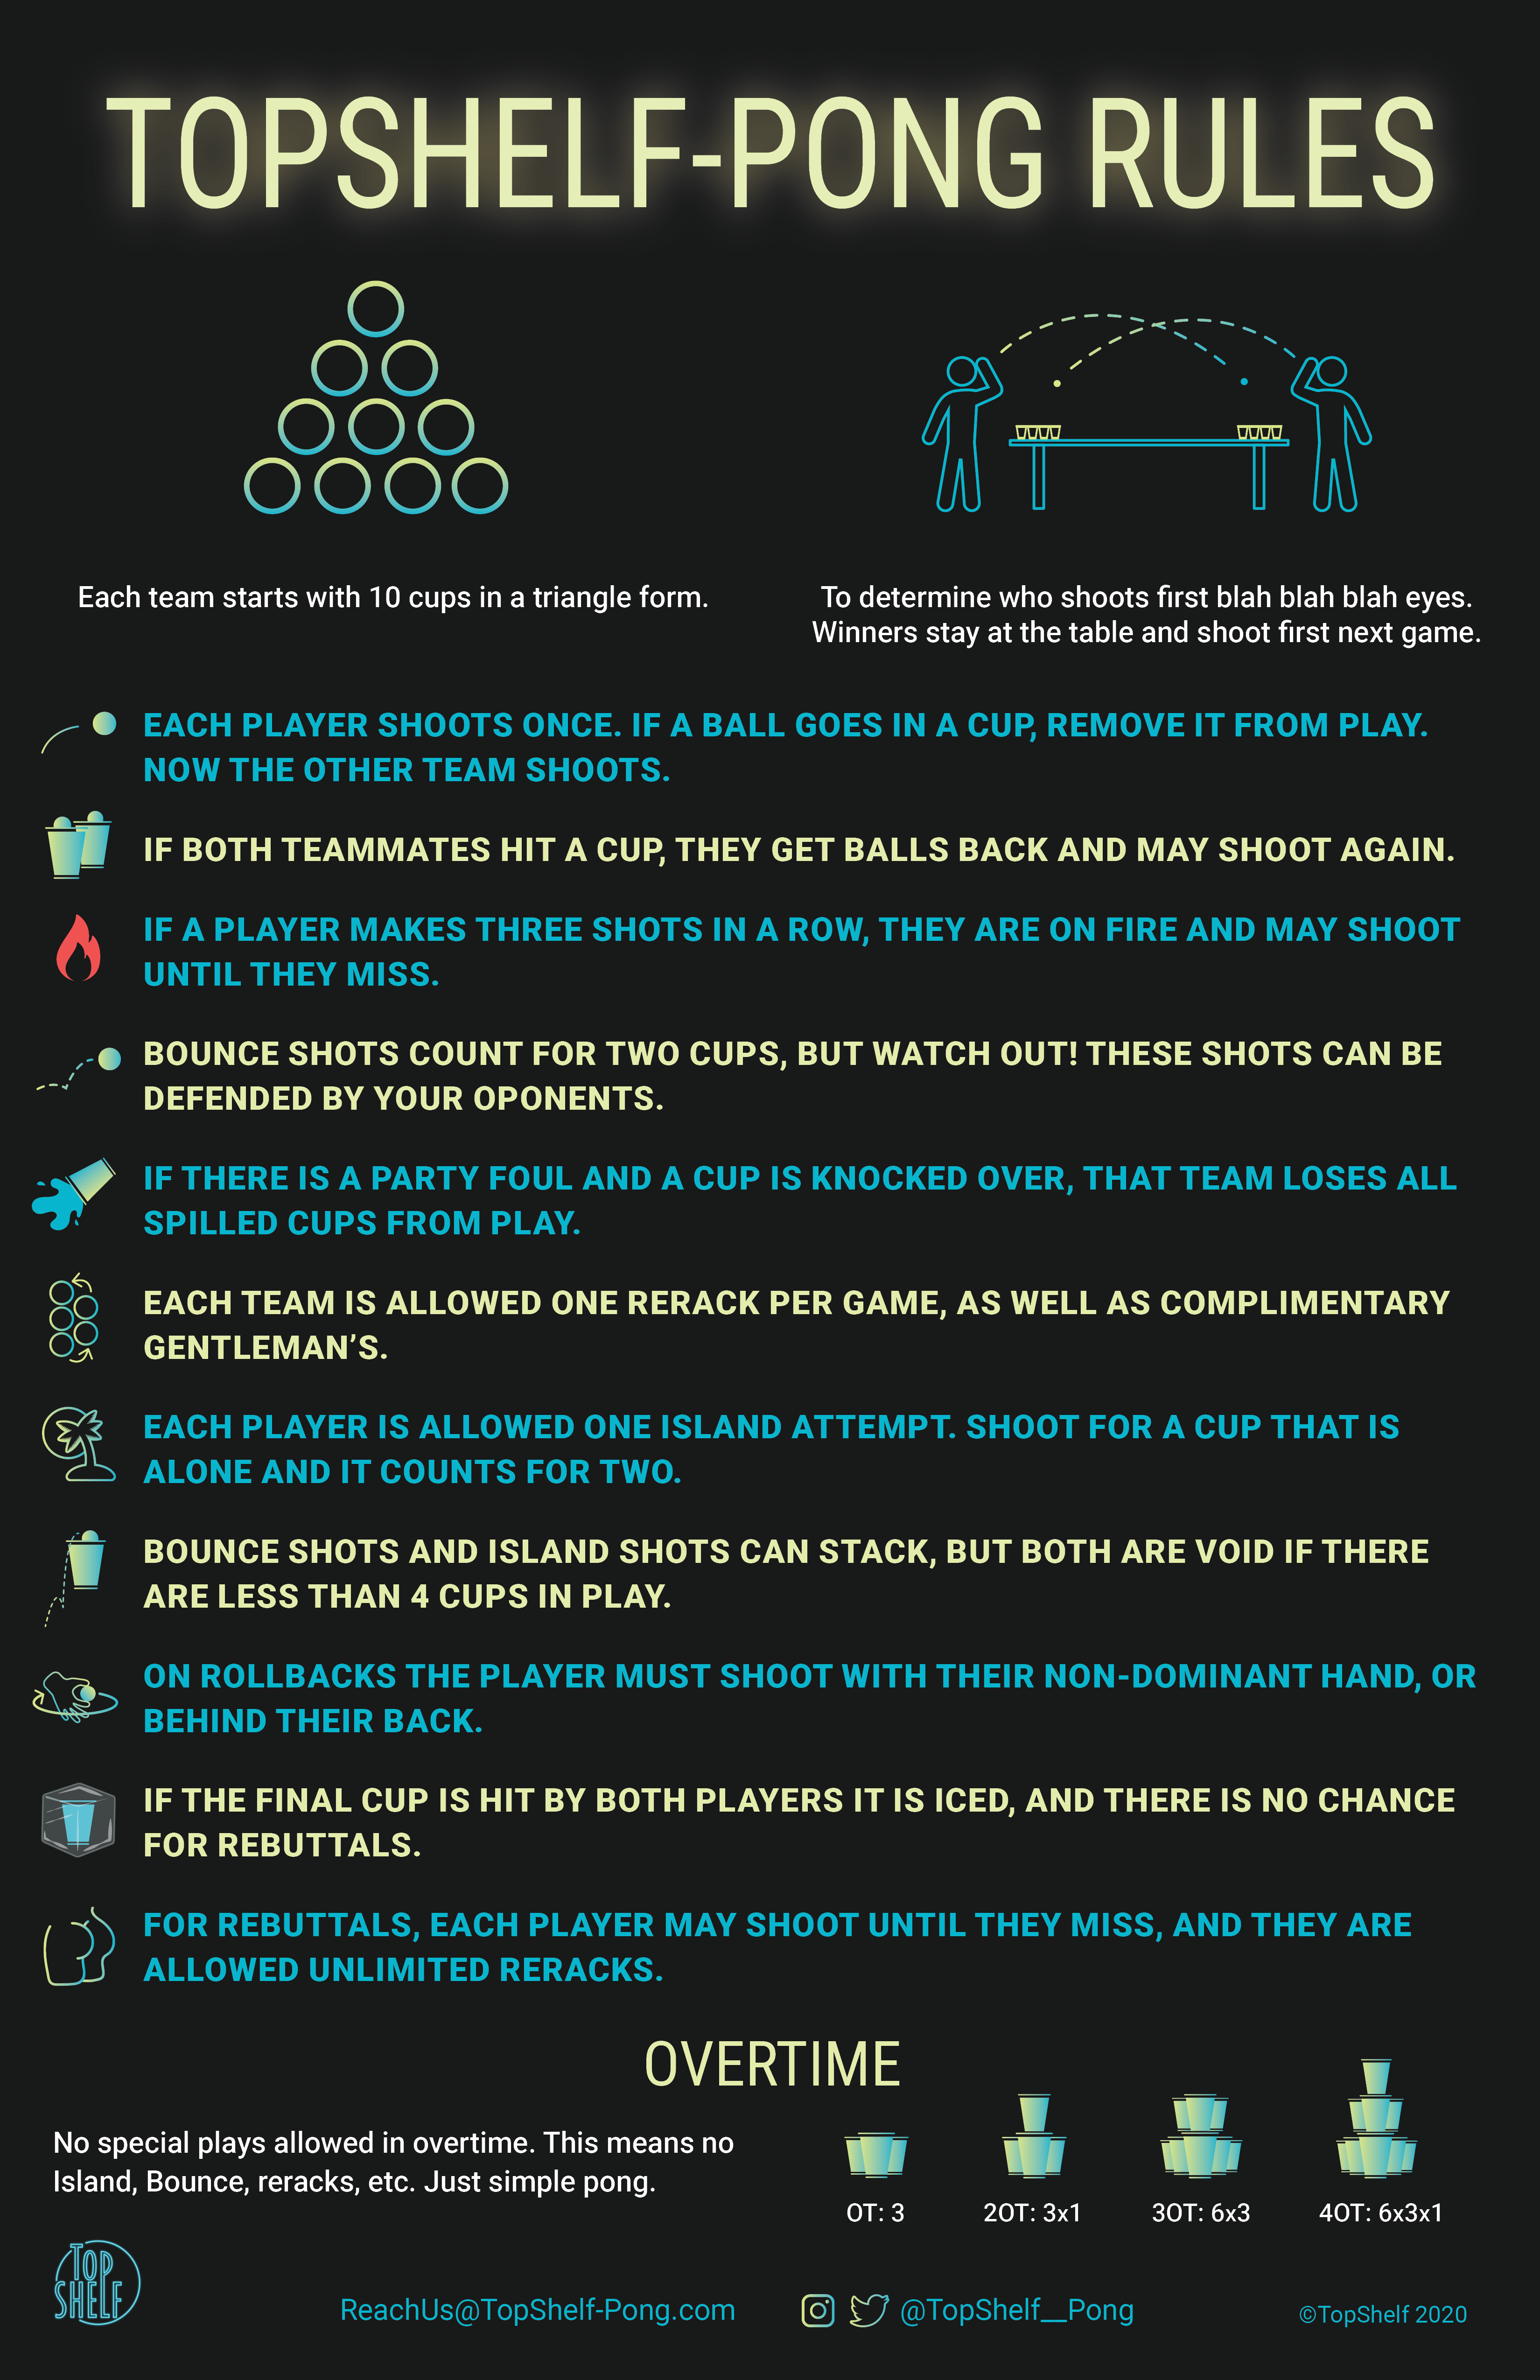 TOPSHELF-PONG RULES
Each team starts with 10 cups in a triangle form.
To determine who shoots first blah blah blah eyes.
Winners stay at the table and shoot first next game.
EACH PLAYER SHOOTS ONCE. IF A BALL GOES IN A CUP, REMOVE IT FROM PLAY.
NOW THE OTHER TEAM SHOOTS.
IF BOTH TEAMMATES HIT A CUP, THEY GET BALLS BACK AND MAY SHOOT AGAIN.
IF A PLAYER MAKES THREE SHOTS IN A ROW, THEY ARE ON FIRE AND MAY SHOOT
UNTIL THEY MISS.
BOUNCE SHOTS COUNT FOR TWO CUPS, BUT WATCH OUT! THESE SHOTS CAN BE
DEFENDED BY YOUR OPONENTS.
IF THERE IS A PARTY FOUL AND A CUP IS KNOCKED OVER, THAT TEAM LOSES ALL
SPILLED CUPS FROM PLAY.
EACH TEAM IS ALLOWED ONE RERACK PER GAME, AS WELL AS COMPLIMENTARY
GENTLEMAN'S.
EACH PLAYER IS ALLOWED ONE ISLAND ATTEMPT. SHOOT FOR A CUP THAT IS
ALONE AND IT COUNTS FOR TWO.
BOUNCE SHOTS AND ISLAND SHOTS CAN STACK, BUT BOTH ARE VOID IF THERE
ARE LESS THAN 4 CUPS IN PLAY.
ON ROLLBACKS THE PLAYER MUST SHOOT WITH THEIR NON-DOMINANT HAND, OR
BEHIND THEIR BACK.
IF THE FINAL CUP IS HIT BY BOTH PLAYERS IT IS ICED, AND THERE IS NO CHANCE
FOR REBUTTALS.
FOR REBUTTALS, EACH PLAYER MAY SHOOT UNTIL THEY MISS, AND THEY ARE
ALLOWED UNLIMITED RERACKS.
OVERTIME
No special plays allowed in overtime. This means no
Island, Bounce, reracks, etc. Just simple pong.
OT: 3
2OT: 3x1
3OT: 6x3
4OT: 6x3x1
TOP
SHELF
ReachUs@TopShelf-Pong.com
@TopShelf__Pong
©TopShelf 2020